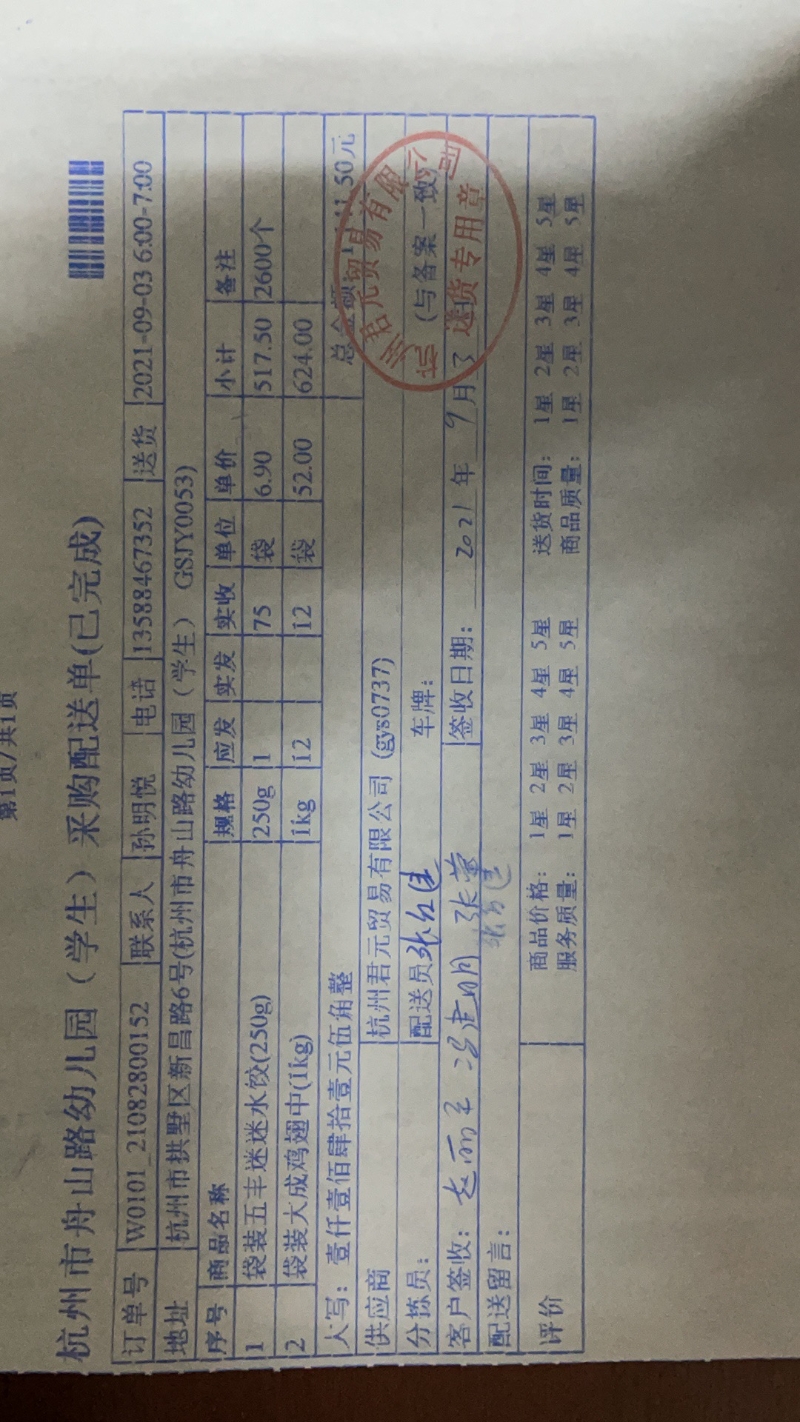 第1页/共1页
杭州市舟山路幼儿园（学生）采购配送单(已完成)
订单号 W0101_21082800152 联系人 孙明悦 电话 13588467352 送货 2021-09-03 6:00-7:00
地址 杭州市拱墅区新昌路6号(杭州市舟山路幼儿园（学生） GSJY0053)
序号 商品名称 规格 应发 实发 实收 单位 单价 小计 备注
1 袋装五丰迷迷水饺(250g) 250g 1 75 袋 6.90 517.50 2600个
2 袋装大成鸡翅中(1kg) 1kg 12 12 袋 52.00 624.00
大写：壹仟壹佰肆拾壹元伍角整 总金额 1141.50元
供应商 杭州君元贸易有限公司（gys0737） （与备案一致）
分拣员： 配送员 张红佳 车牌：
客户签收： 签收日期： 2021年9月3
配送留言：
评价 商品价格： 1星 2星 3星 4星 5星 送货时间： 1星 2星 3星 4星 5星
服务质量： 1星 2星 3星 4星 5星 商品质量： 1星 2星 3星 4星 5星
杭州君元贸易有限公司
送货专用章